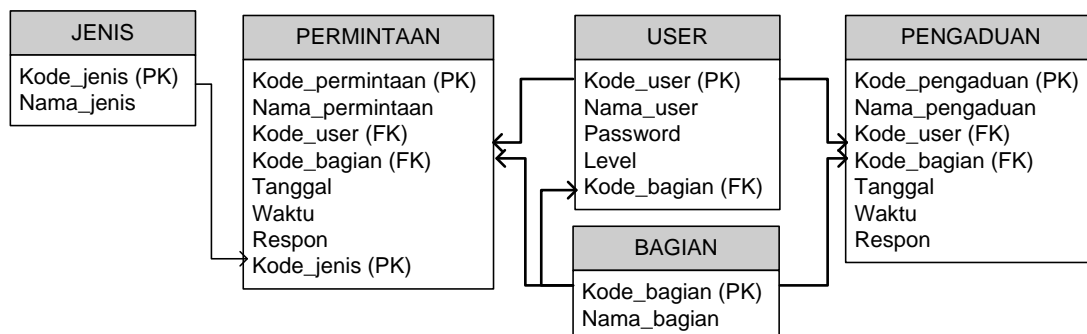 JENIS
Kode_jenis (PK)
Nama_jenis
PERMINTAAN
Kode_permintaan (PK)
Nama_permintaan
Kode_user (FK)
Kode_bagian (FK)
Tanggal
Waktu
Respon
Kode_jenis (PK)
USER
Kode_user (PK)
Nama_user
Password
Level
Kode_bagian (FK)
BAGIAN
Kode_bagian (PK)
Nama_bagian
PENGADUAN
Kode_pengaduan (PK)
Nama_pengaduan
Kode_user (FK)
Kode_bagian (FK)
Tanggal
Waktu
Respon